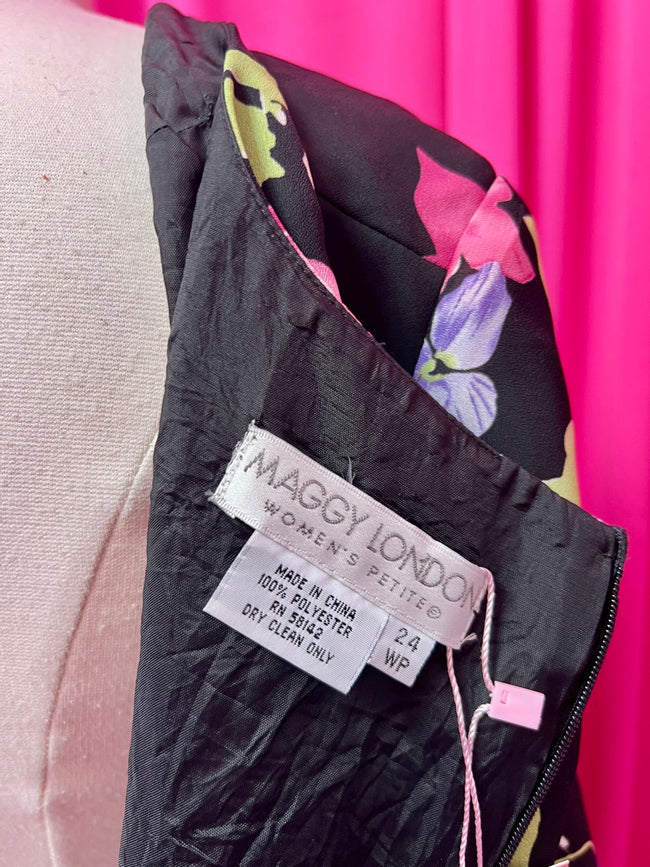 MAGGY LONDON
WOMEN'S PETITE®
MADE IN CHINA
100% POLYESTER
RN 58142
DRY CLEAN ONLY
24
WP